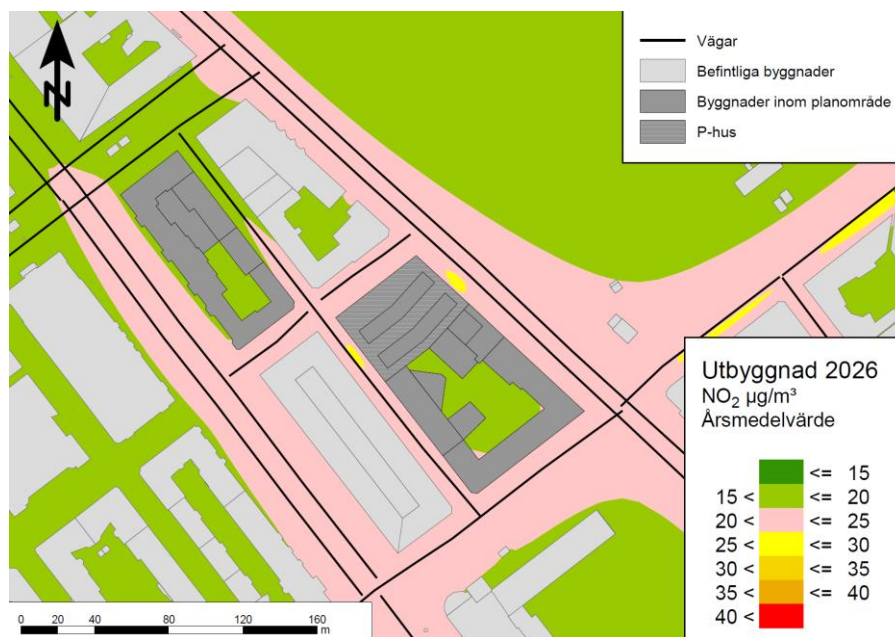 N
Vägar
Befintliga byggnader
Byggnader inom planområde
P-hus
Utbyggnad 2026
NO₂ µg/m³
Årsmedelvärde
<= 15
15 < <= 20
20 < <= 25
25 < <= 30
30 < <= 35
35 < <= 40
40 <
0 20 40 80 120 160
m